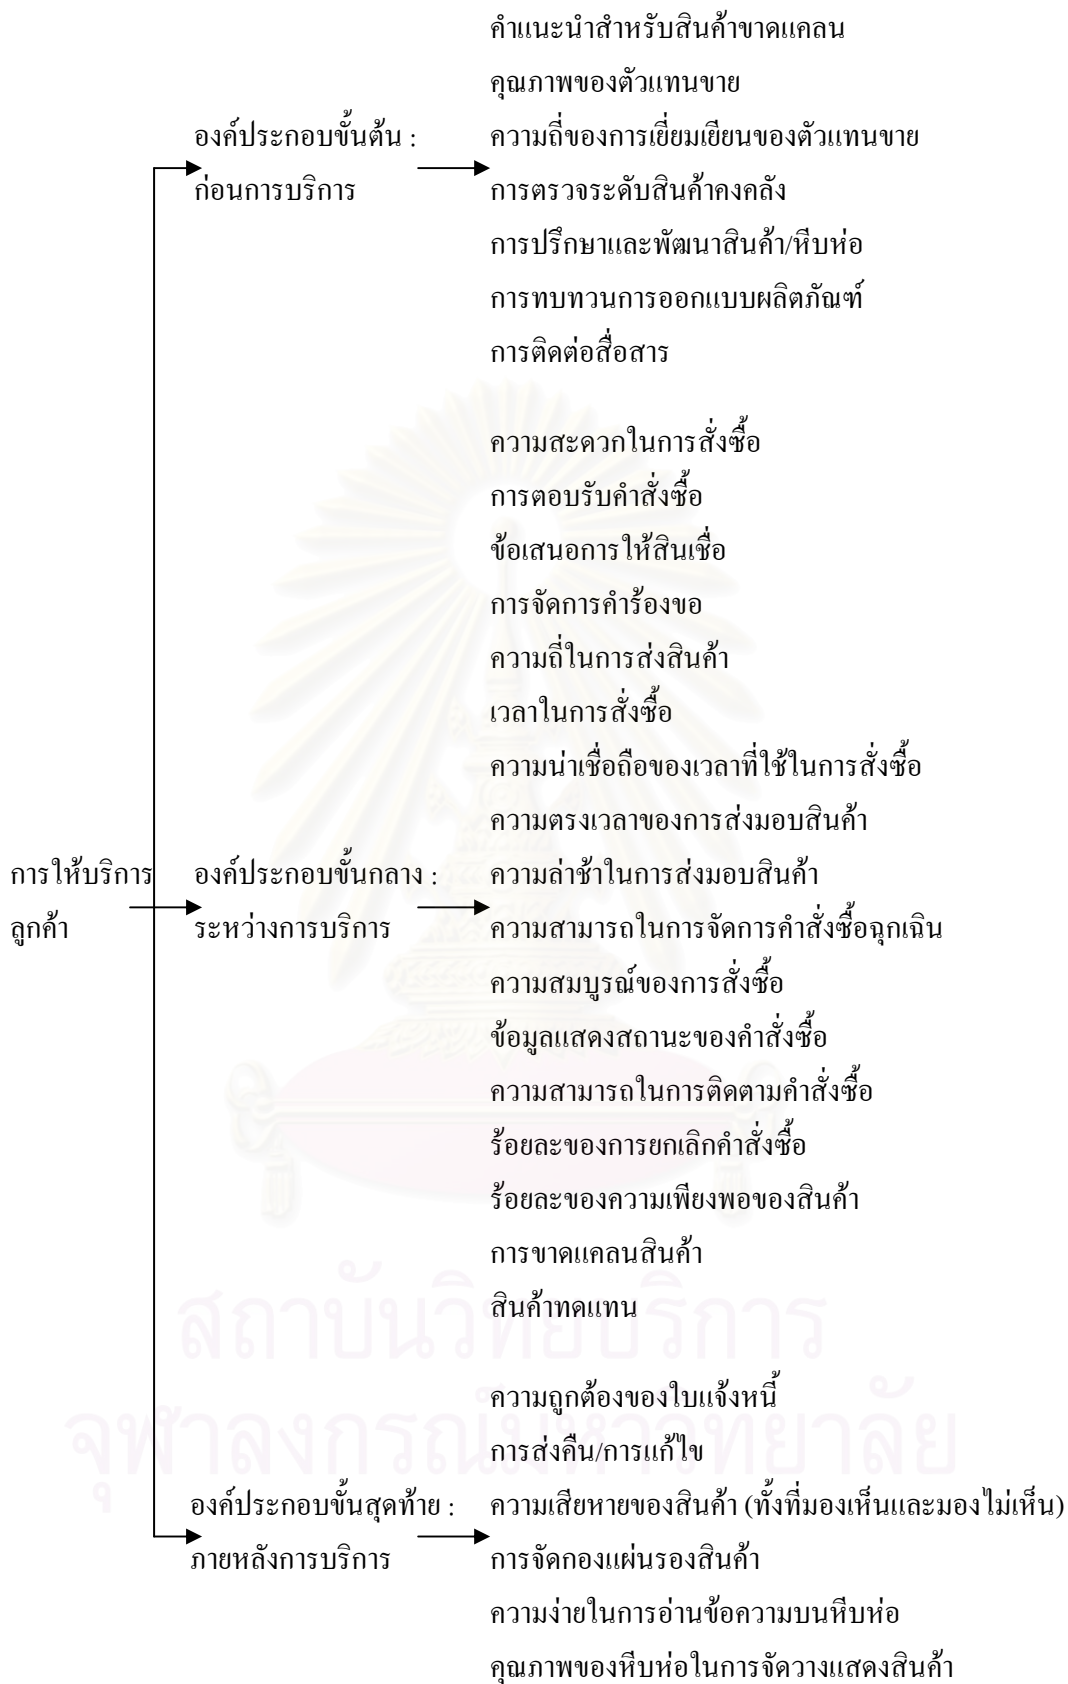 คำแนะนำสำหรับสินค้าขาดแคลน
คุณภาพของตัวแทนขาย
องค์ประกอบขั้นต้น :
ความถี่ของการเยี่ยมเยียนของตัวแทนขาย
ก่อนการบริการ
การตรวจระดับสินค้าคงคลัง
การปรึกษาและพัฒนาสินค้า/หีบห่อ
การทบทวนการออกแบบผลิตภัณฑ์
การติดต่อสื่อสาร
ความสะดวกในการสั่งซื้อ
การตอบรับคำสั่งซื้อ
ข้อเสนอการให้สินเชื่อ
การจัดการคำร้องขอ
ความถี่ในการส่งสินค้า
เวลาในการสั่งซื้อ
ความน่าเชื่อถือของเวลาที่ใช้ในการสั่งซื้อ
ความตรงเวลาของการส่งมอบสินค้า
การให้บริการ
องค์ประกอบขั้นกลาง :
ความล่าช้าในการส่งมอบสินค้า
ลูกค้า
ระหว่างการบริการ
ความสามารถในการจัดการคำสั่งซื้อฉุกเฉิน
ความสมบูรณ์ของการสั่งซื้อ
ข้อมูลแสดงสถานะของคำสั่งซื้อ
ความสามารถในการติดตามคำสั่งซื้อ
ร้อยละของการยกเลิกคำสั่งซื้อ
ร้อยละของความเพียงพอของสินค้า
การขาดแคลนสินค้า
สินค้าทดแทน
สถาบันวิทยบริการ
ความถูกต้องของใบแจ้งหนี้
จุฬาลงกรณ์มหาวิทยาลัย
การส่งคืน/การแก้ไข
องค์ประกอบขั้นสุดท้าย :
ความเสียหายของสินค้า (ทั้งที่มองเห็นและมองไม่เห็น)
ภายหลังการบริการ
การจัดกองแผ่นรองสินค้า
ความง่ายในการอ่านข้อความบนหีบห่อ
คุณภาพของหีบห่อในการจัดวางแสดงสินค้า